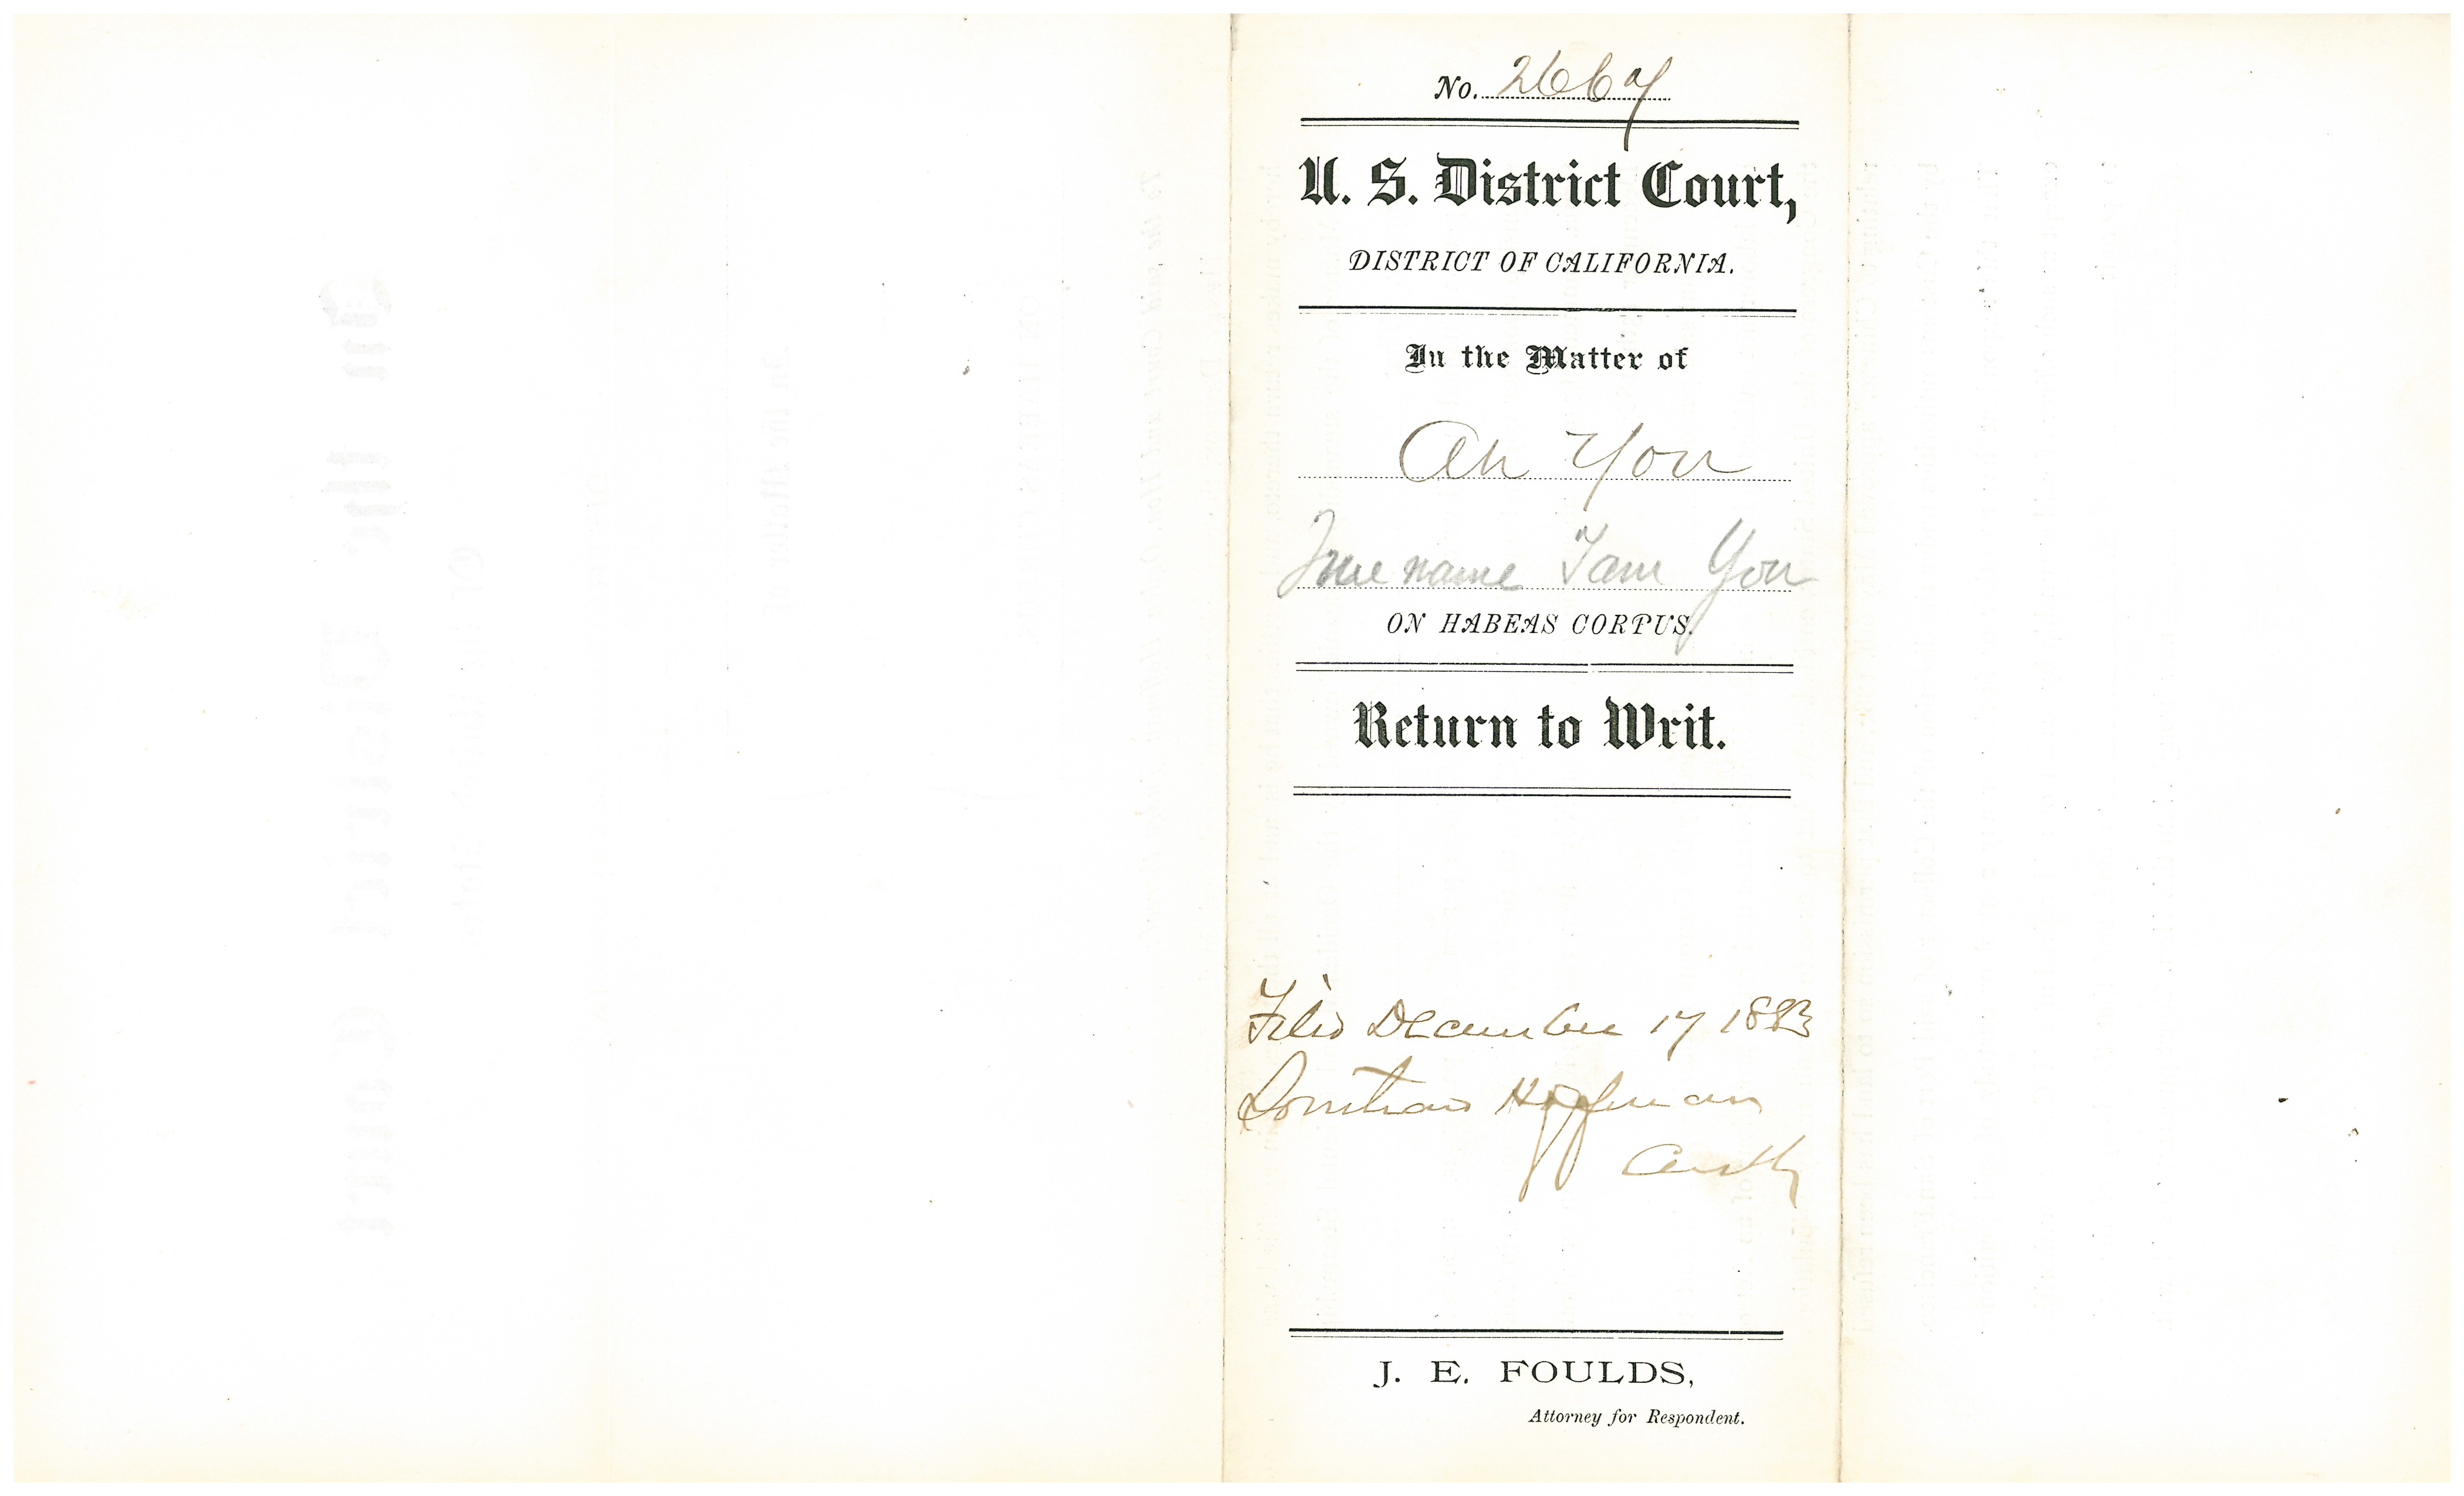 No. 2669
U. S. District Court,
DISTRICT OF CALIFORNIA.
In the Matter of
Ah You
True name Tam You
ON HABEAS CORPUS.
Return to Writ.
Filed December 17 1883
Southard Hoffman
Clerk
J. E. FOULDS,
Attorney for Respondent.